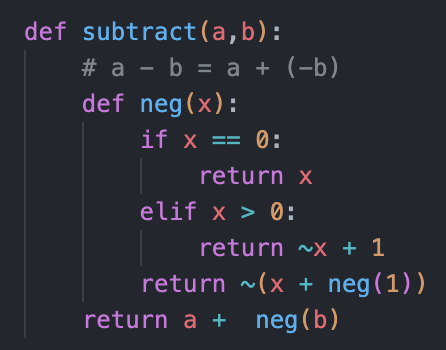 def subtract(a,b):
    # a - b = a + (-b)
    def neg(x):
        if x == 0:
            return x
        elif x > 0:
            return ~x + 1
        return ~(x + neg(1))
    return a +  neg(b)